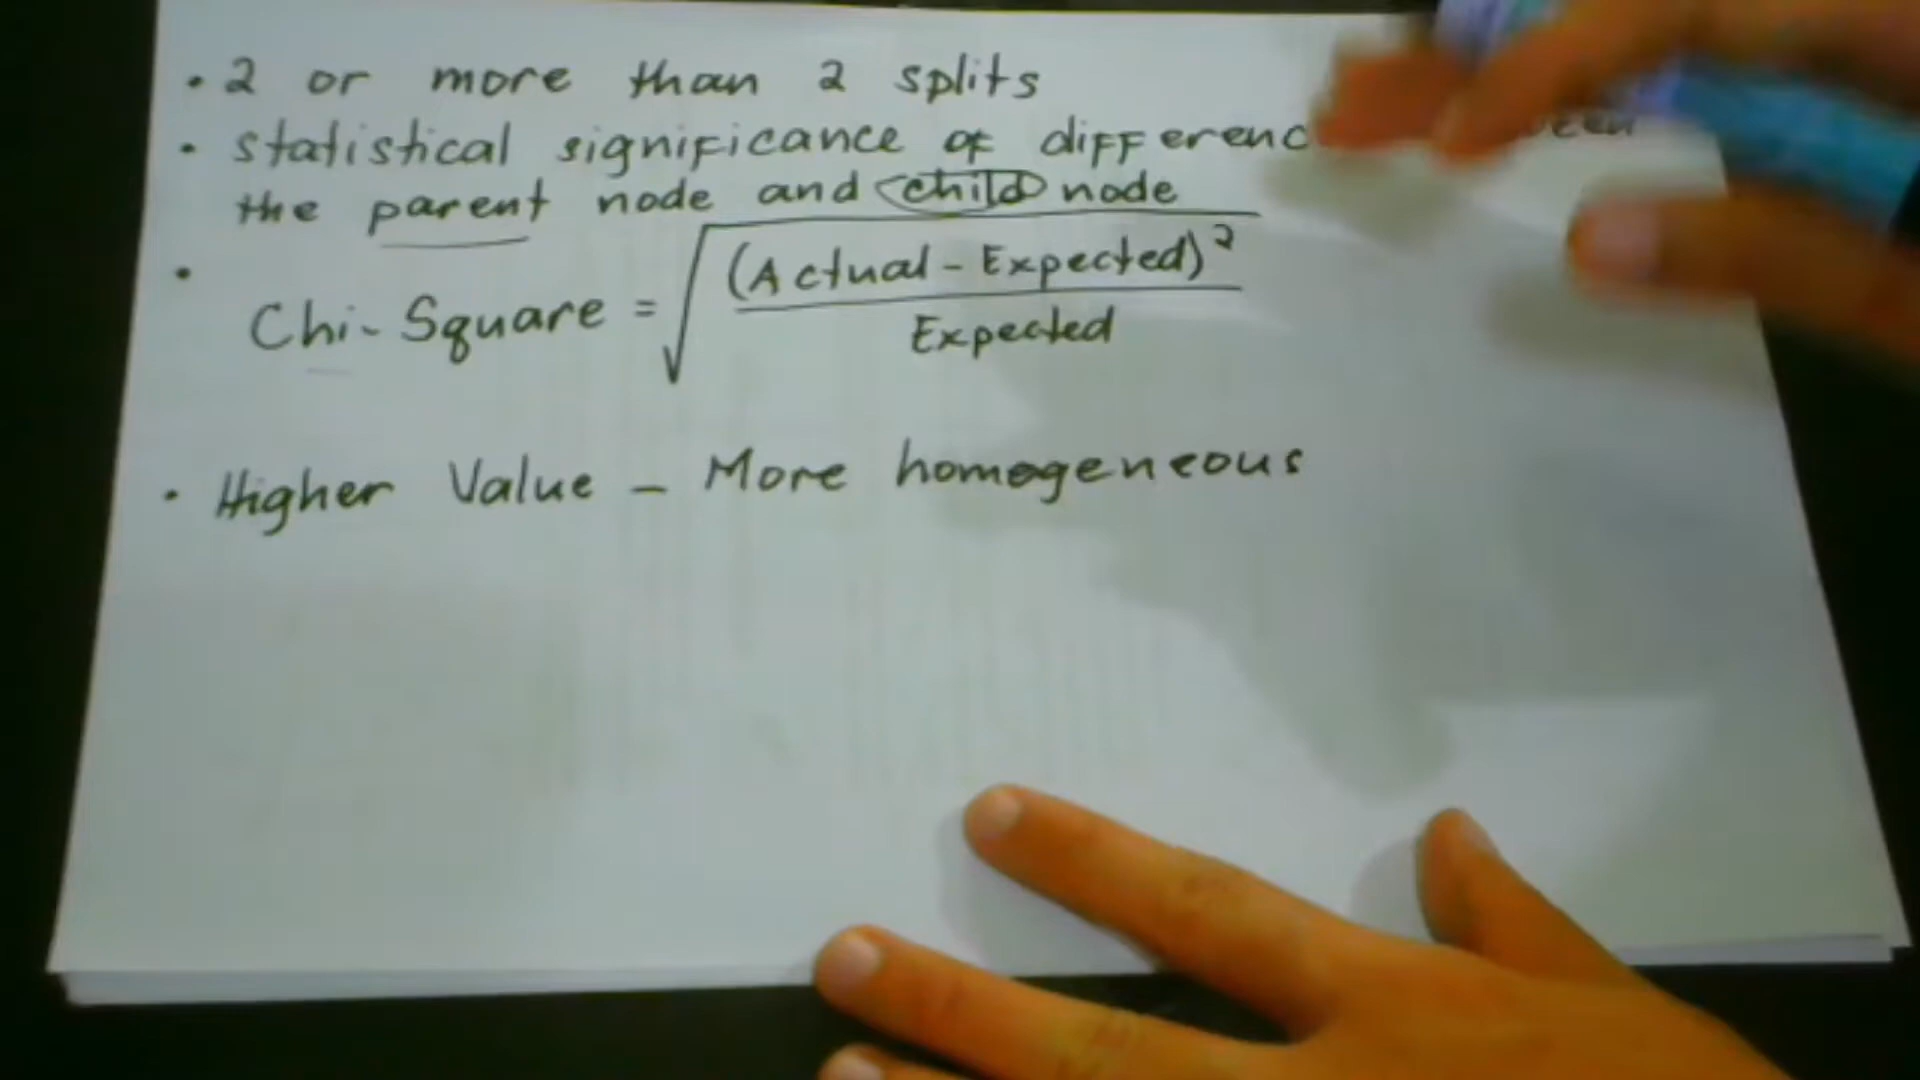 • 2 or more than 2 splits
• statistical significance of differenc
the parent node and child node
• Chi-Square = √((Actual - Expected)² / Expected)
• Higher Value - More homogeneous